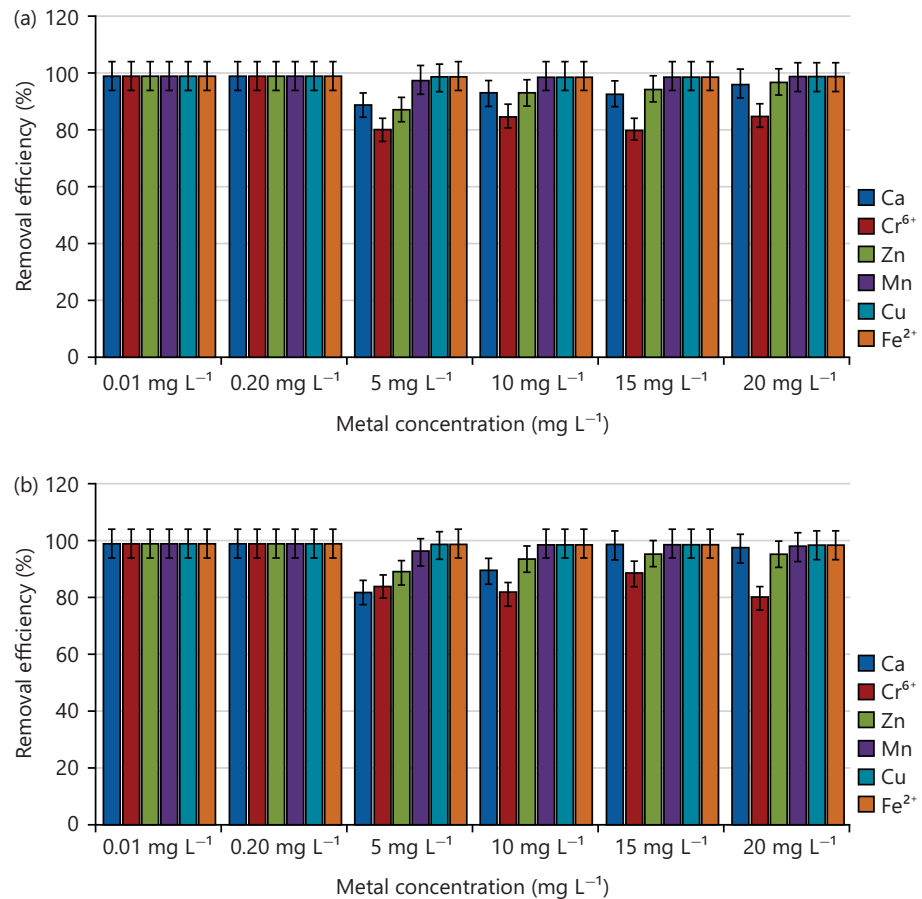 (a) 120
100
80
60
40
20
0
Removal efficiency (%)
0.01 mg L⁻¹ 0.20 mg L⁻¹ 5 mg L⁻¹ 10 mg L⁻¹ 15 mg L⁻¹ 20 mg L⁻¹
Metal concentration (mg L⁻¹)
Ca
Cr⁶⁺
Zn
Mn
Cu
Fe²⁺
(b) 120
100
80
60
40
20
0
Removal efficiency (%)
0.01 mg L⁻¹ 0.20 mg L⁻¹ 5 mg L⁻¹ 10 mg L⁻¹ 15 mg L⁻¹ 20 mg L⁻¹
Metal concentration (mg L⁻¹)
Ca
Cr⁶⁺
Zn
Mn
Cu
Fe²⁺